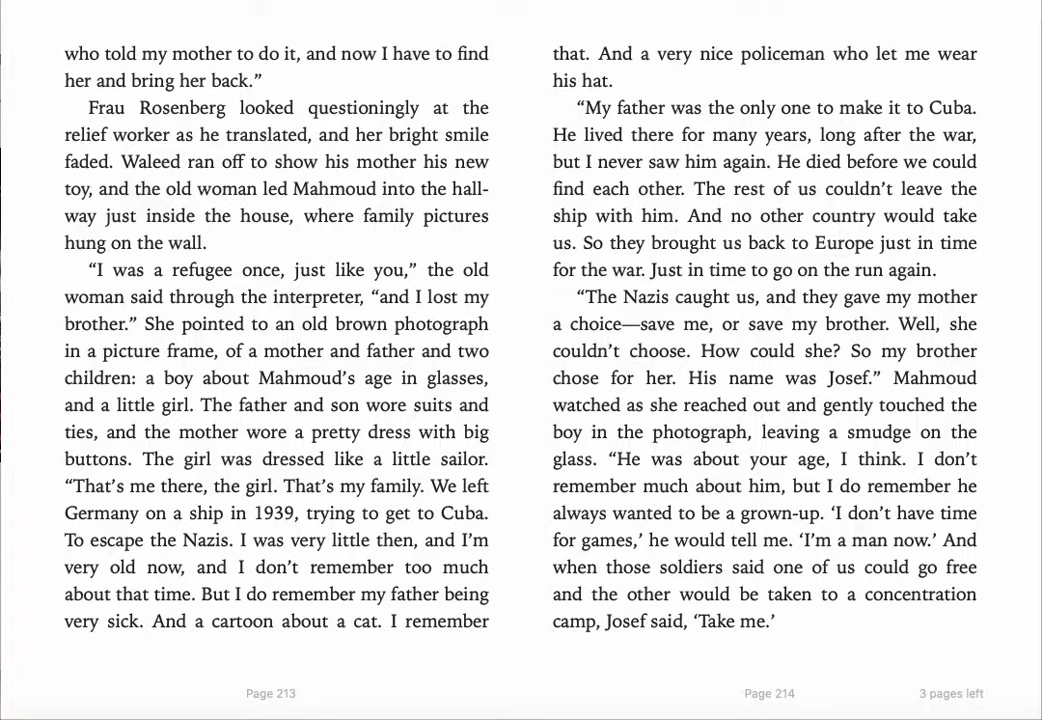 who told my mother to do it, and now I have to find
her and bring her back.”
Frau Rosenberg looked questioningly at the
relief worker as he translated, and her bright smile
faded. Waleed ran off to show his mother his new
toy, and the old woman led Mahmoud into the hall-
way just inside the house, where family pictures
hung on the wall.
“I was a refugee once, just like you,” the old
woman said through the interpreter, “and I lost my
brother.” She pointed to an old brown photograph
in a picture frame, of a mother and father and two
children: a boy about Mahmoud’s age in glasses,
and a little girl. The father and son wore suits and
ties, and the mother wore a pretty dress with big
buttons. The girl was dressed like a little sailor.
“That’s me there, the girl. That’s my family. We left
Germany on a ship in 1939, trying to get to Cuba.
To escape the Nazis. I was very little then, and I’m
very old now, and I don’t remember too much
about that time. But I do remember my father being
very sick. And a cartoon about a cat. I remember
Page 213
that. And a very nice policeman who let me wear
his hat.
“My father was the only one to make it to Cuba.
He lived there for many years, long after the war,
but I never saw him again. He died before we could
find each other. The rest of us couldn’t leave the
ship with him. And no other country would take
us. So they brought us back to Europe just in time
for the war. Just in time to go on the run again.
“The Nazis caught us, and they gave my mother
a choice—save me, or save my brother. Well, she
couldn’t choose. How could she? So my brother
chose for her. His name was Josef.” Mahmoud
watched as she reached out and gently touched the
boy in the photograph, leaving a smudge on the
glass. “He was about your age, I think. I don’t
remember much about him, but I do remember he
always wanted to be a grown-up. ‘I don’t have time
for games,’ he would tell me. ‘I’m a man now.’ And
when those soldiers said one of us could go free
and the other would be taken to a concentration
camp, Josef said, ‘Take me.’
Page 214
3 pages left